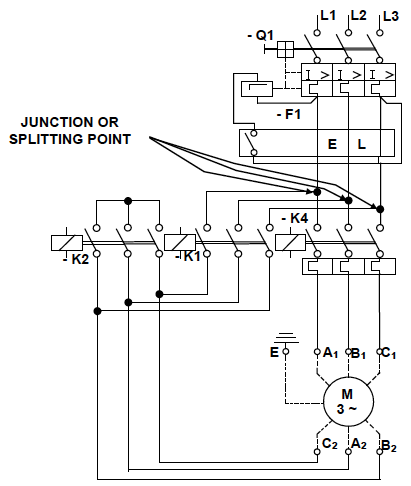 L1 L2 L3
- Q1
I > I > I >
- F1
JUNCTION OR
SPLITTING POINT
E L
- K4
- K2
- K1
E A1 B1 C1
M
3 ~
C2 A2 B2